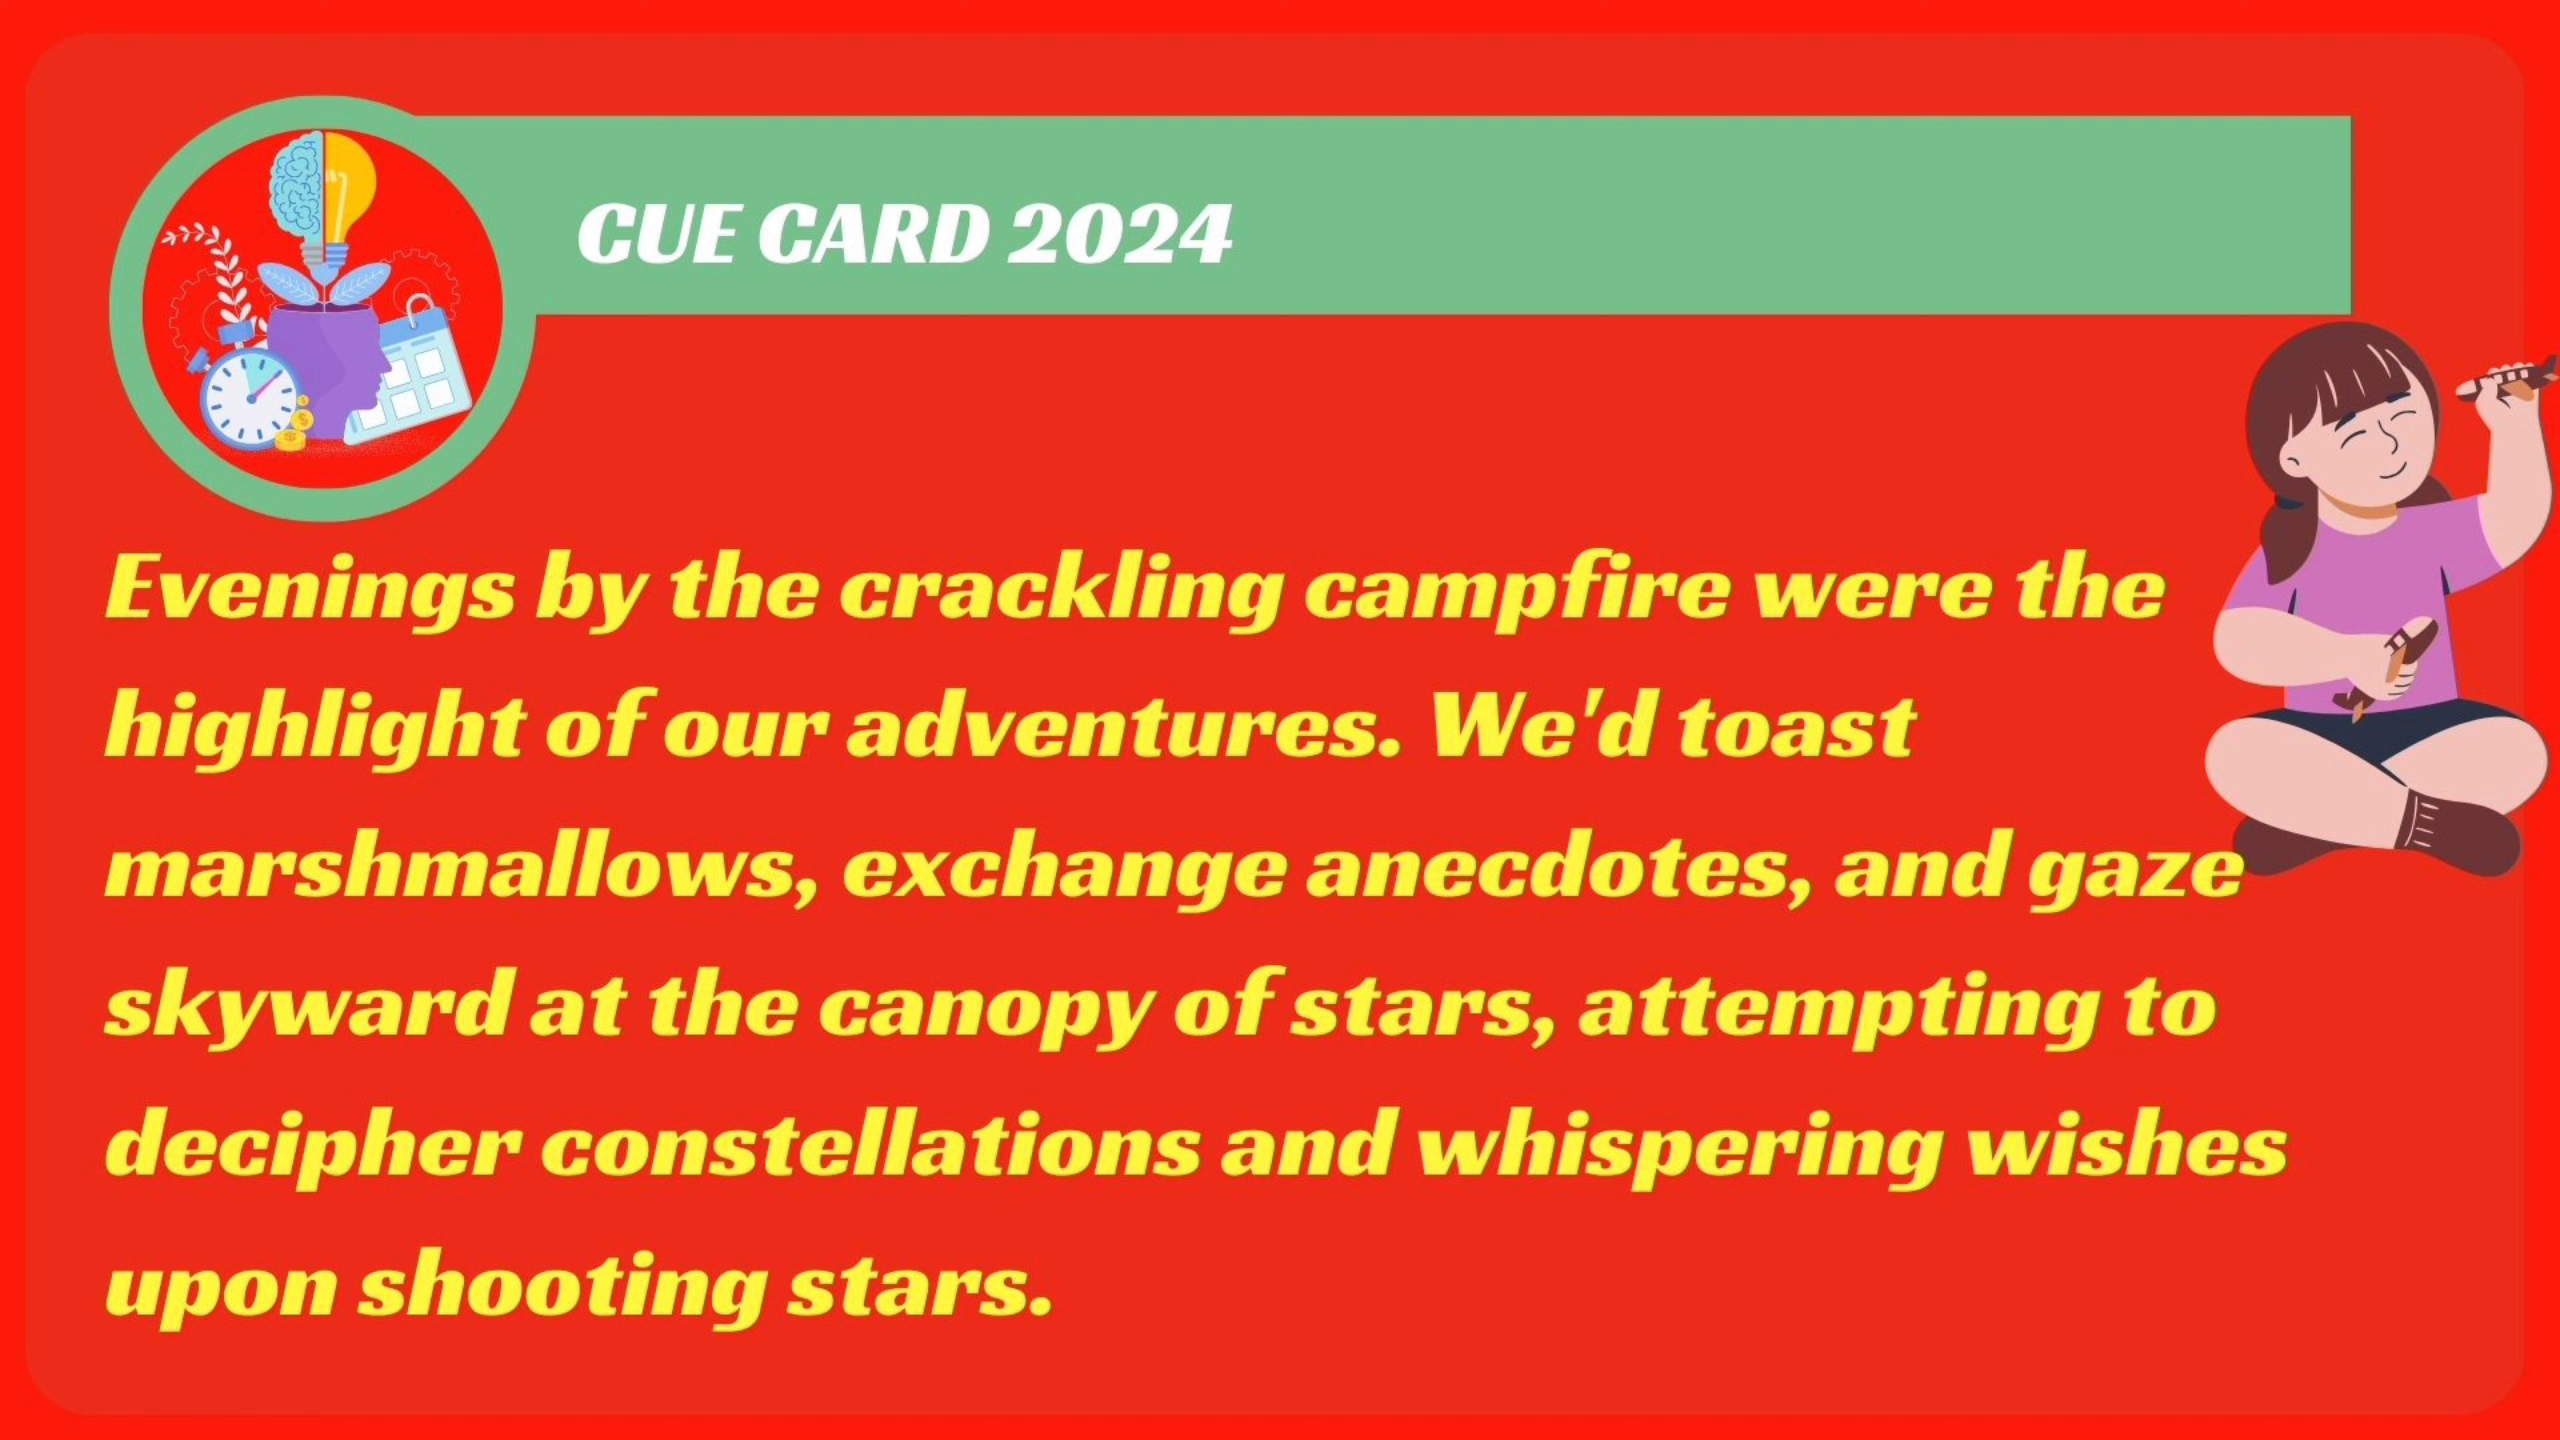 CUE CARD 2024
Evenings by the crackling campfire were the
highlight of our adventures. We'd toast
marshmallows, exchange anecdotes, and gaze
skyward at the canopy of stars, attempting to
decipher constellations and whispering wishes
upon shooting stars.